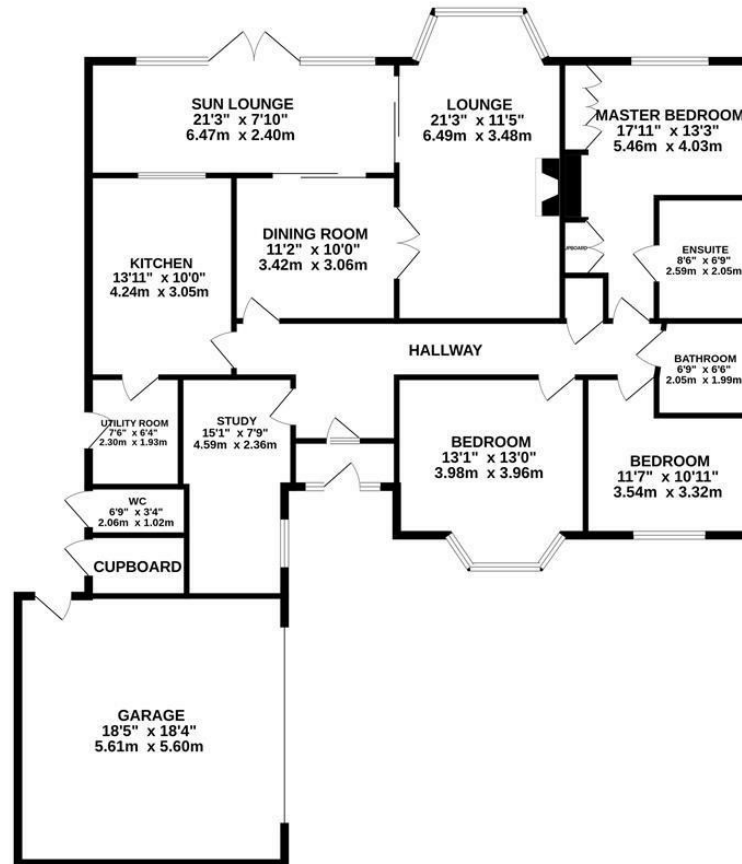 SUN LOUNGE
21'3" x 7'10"
6.47m x 2.40m
LOUNGE
21'3" x 11'5"
6.49m x 3.48m
MASTER BEDROOM
17'11" x 13'3"
5.46m x 4.03m
KITCHEN
13'11" x 10'0"
4.24m x 3.05m
DINING ROOM
11'2" x 10'0"
3.42m x 3.06m
ENSUITE
8'6" x 6'9"
2.59m x 2.05m
HALLWAY
BATHROOM
6'9" x 6'6"
2.05m x 1.99m
UTILITY ROOM
7'6" x 6'4"
2.30m x 1.93m
STUDY
15'1" x 7'9"
4.59m x 2.36m
BEDROOM
13'1" x 13'0"
3.98m x 3.96m
BEDROOM
11'7" x 10'11"
3.54m x 3.32m
WC
6'9" x 3'4"
2.06m x 1.02m
CUPBOARD
GARAGE
18'5" x 18'4"
5.61m x 5.60m